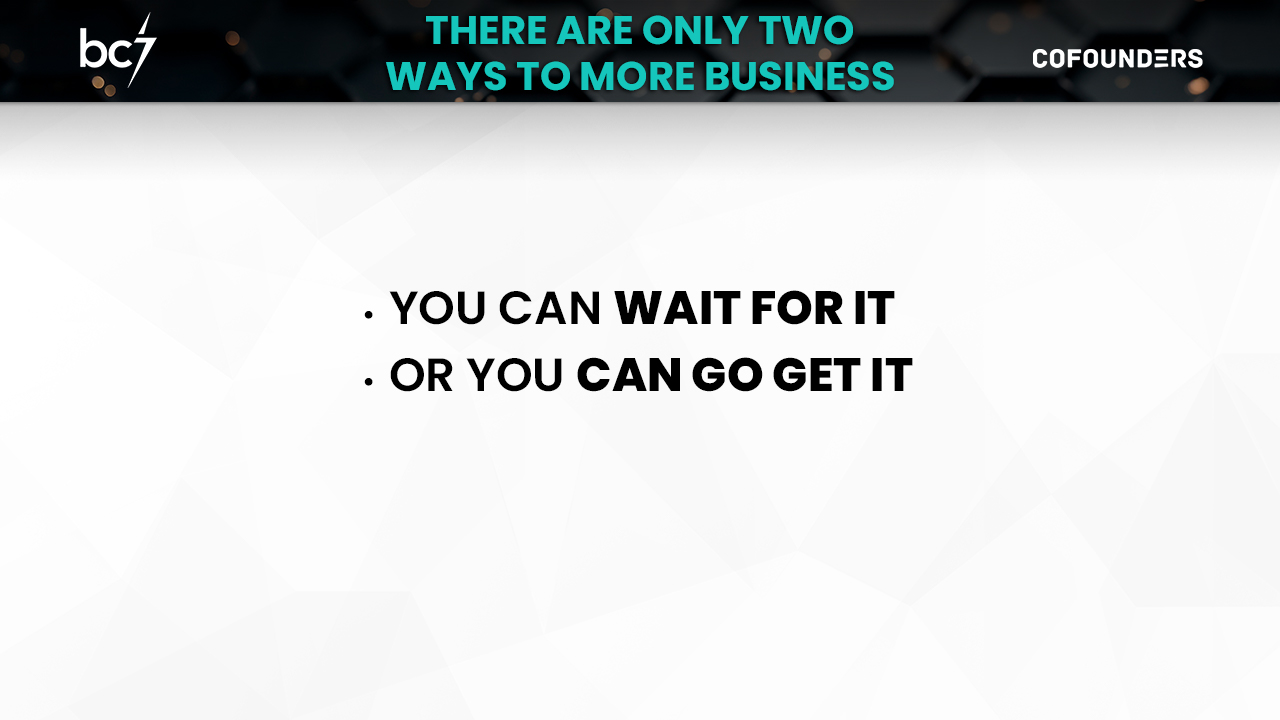 bc7
THERE ARE ONLY TWO
WAYS TO MORE BUSINESS
COFOUNDERS
• YOU CAN WAIT FOR IT
• OR YOU CAN GO GET IT